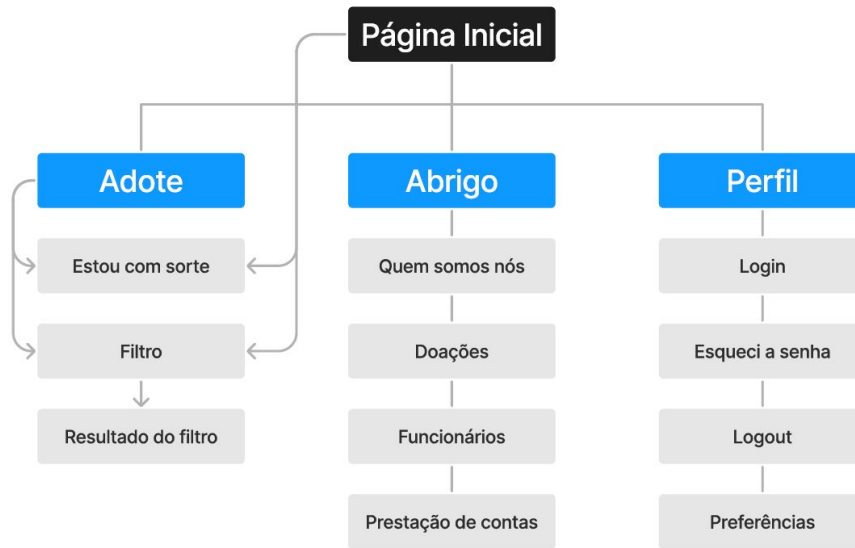 Página Inicial
Adote
Abrigo
Perfil
Estou com sorte
Quem somos nós
Login
Filtro
Doações
Esqueci a senha
Resultado do filtro
Funcionários
Logout
Prestação de contas
Preferências